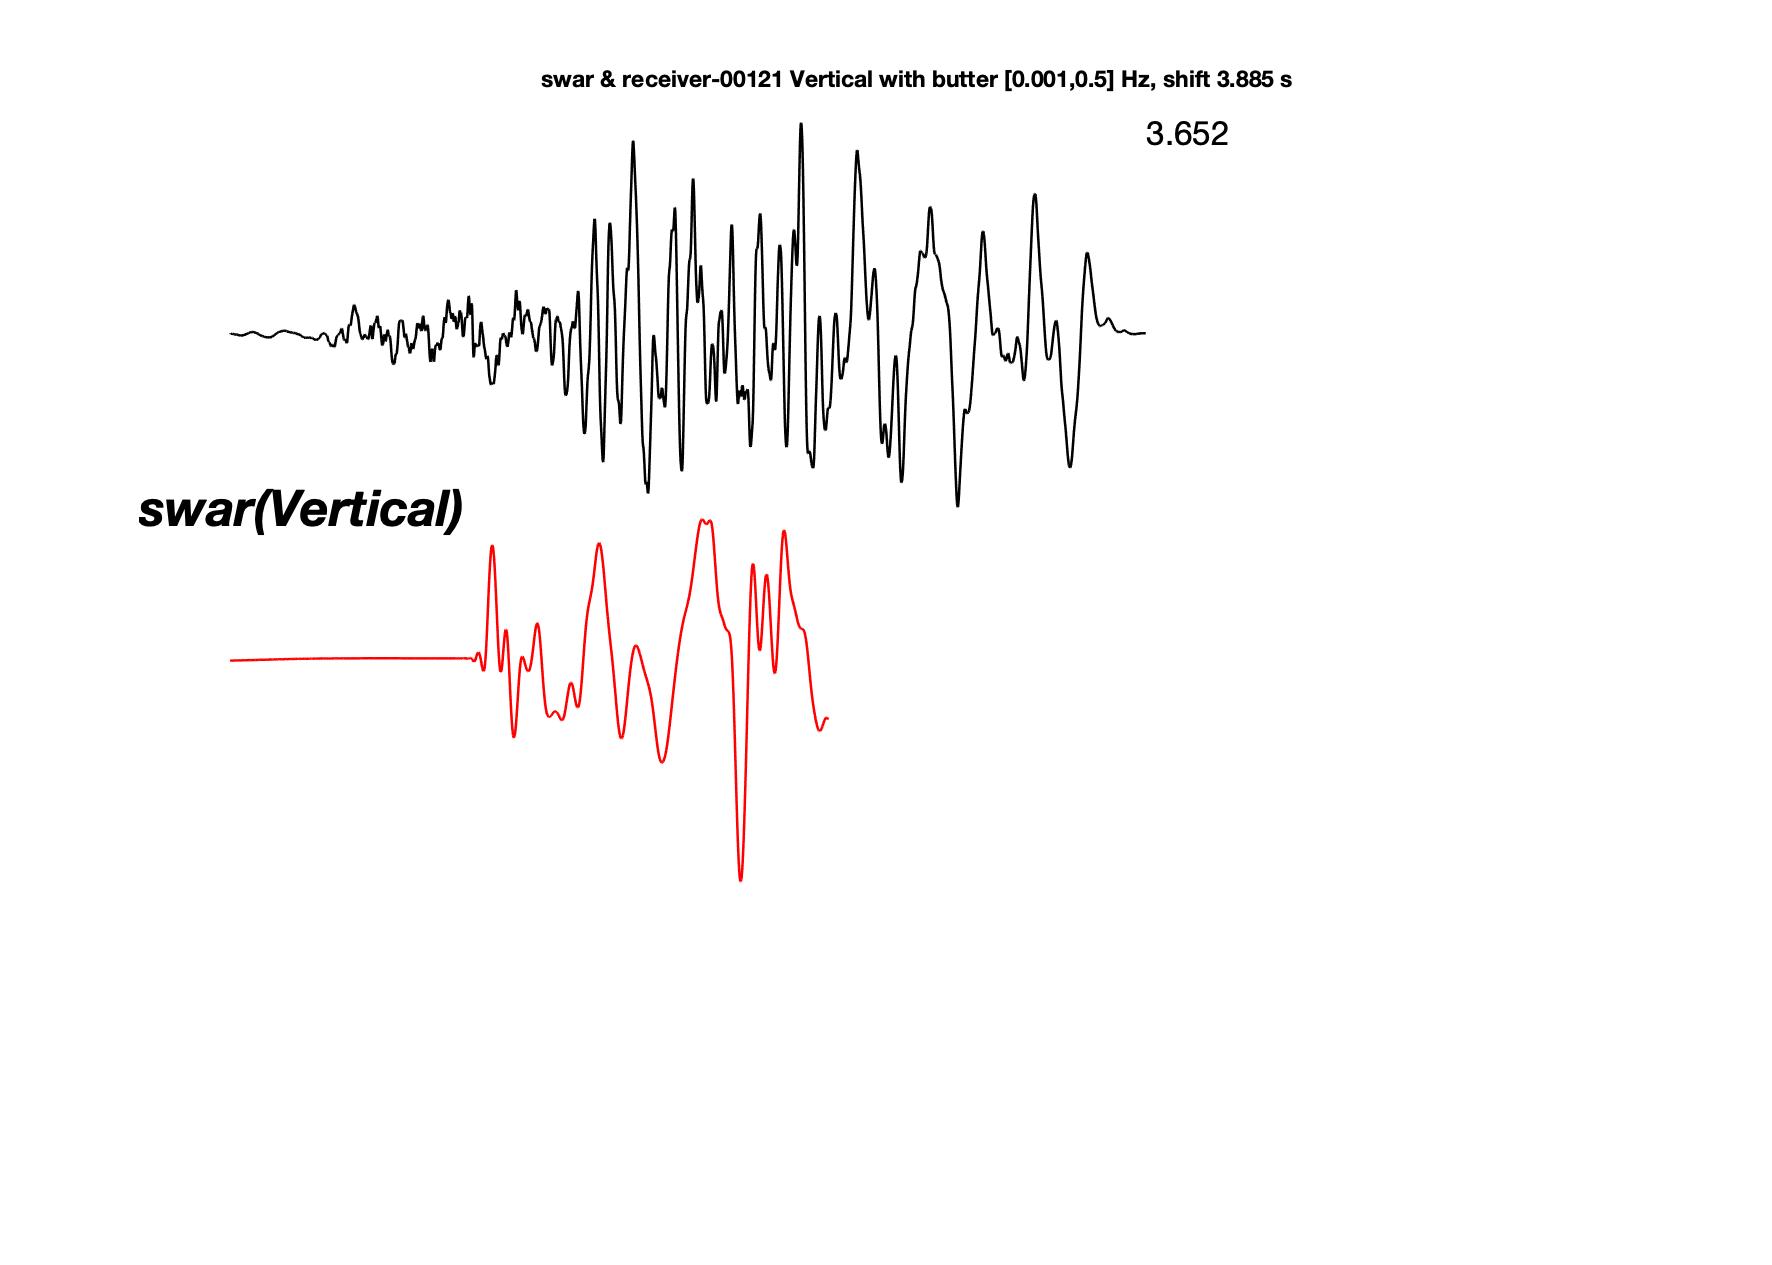 swar & receiver-00121 Vertical with butter [0.001,0.5] Hz, shift 3.885 s
3.652
swar(Vertical)